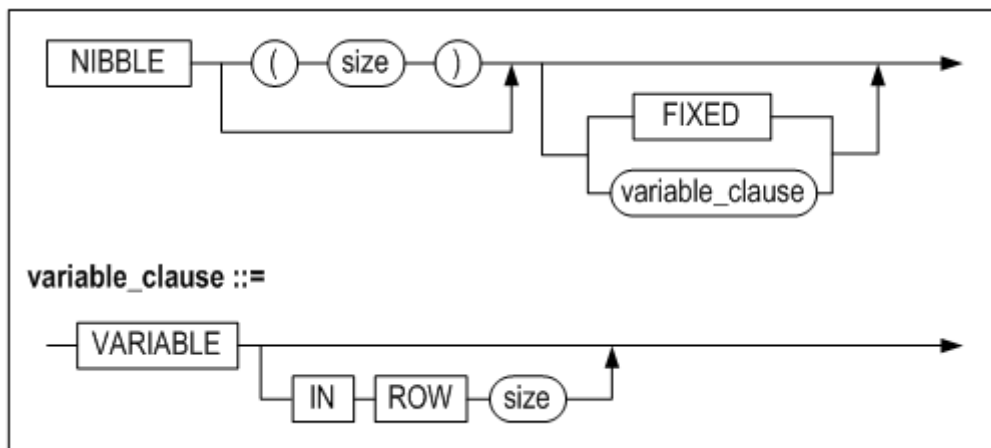 NIBBLE ( size )
FIXED
variable_clause
variable_clause ::=
VARIABLE
IN ROW size